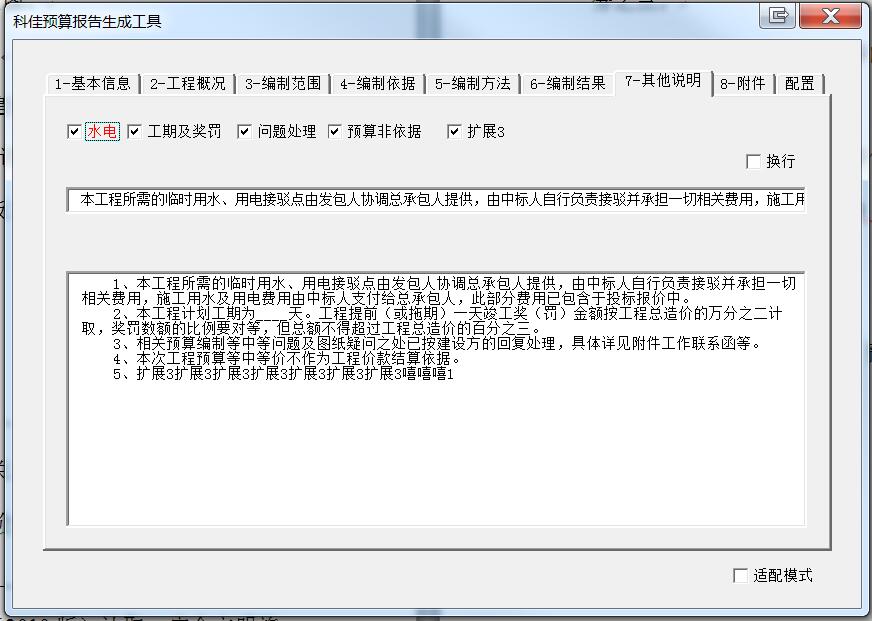 科佳预算报告生成工具
1-基本信息 2-工程概况 3-编制范围 4-编制依据 5-编制方法 6-编制结果 7-其他说明 8-附件 配置
水电 工期及奖罚 问题处理 预算非依据 扩展3
换行
本工程所需的临时用水、用电接驳点由发包人协调总承包人提供，由中标人自行负责接驳并承担一切相关费用，施工用
1、本工程所需的临时用水、用电接驳点由发包人协调总承包人提供，由中标人自行负责接驳并承担一切
相关费用，施工用水及用电费用由中标人支付给总承包人，此部分费用已包含于投标报价中。
2、本工程计划工期为____天。工程提前（或拖期）一天竣工奖（罚）金额按工程总造价的万分之二计
取，奖罚数额的比例要对等，但总额不得超过工程总造价的百分之三。
3、相关预算编制等中等问题及图纸疑问之处已按建设方的回复处理，具体详见附件工作联系函等。
4、本次工程预算等中等价不作为工程价款结算依据。
5、扩展3扩展3扩展3扩展3扩展3扩展3扩展3嘻嘻嘻1
适配模式